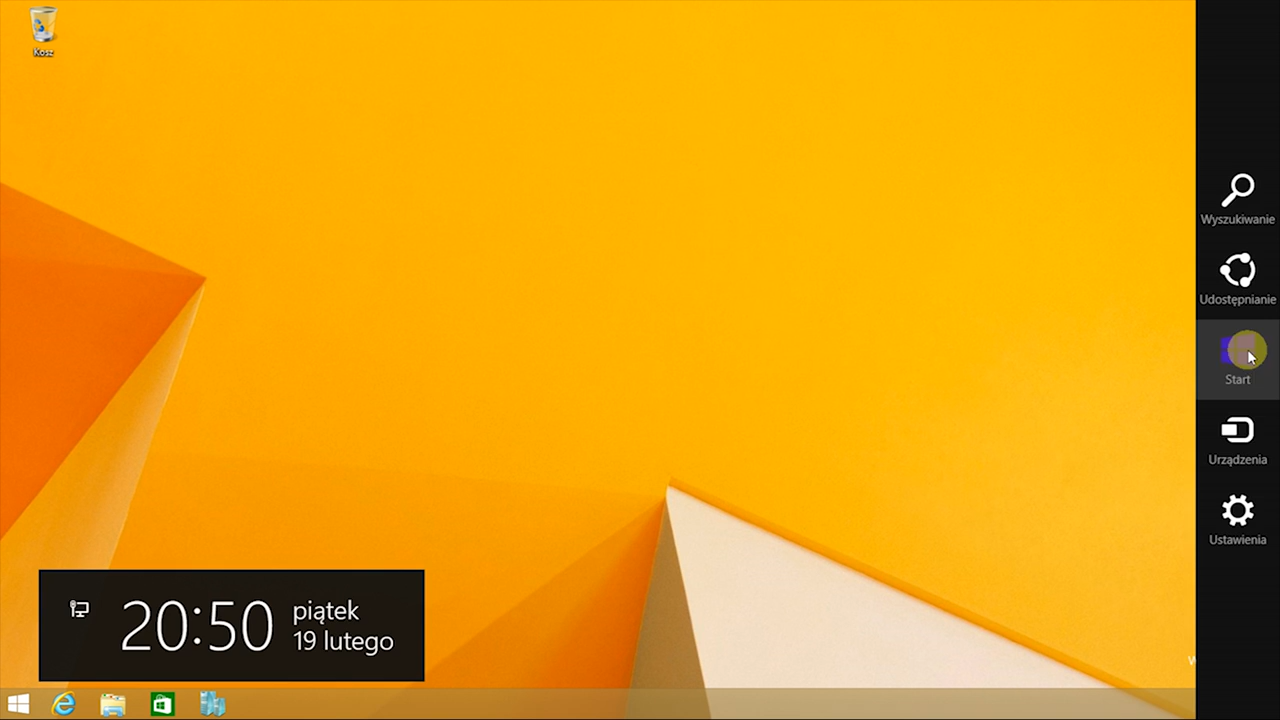 Kosz
Wyszukiwanie
Udostępnianie
Start
Urządzenia
Ustawienia
20:50
piątek
19 lutego
W